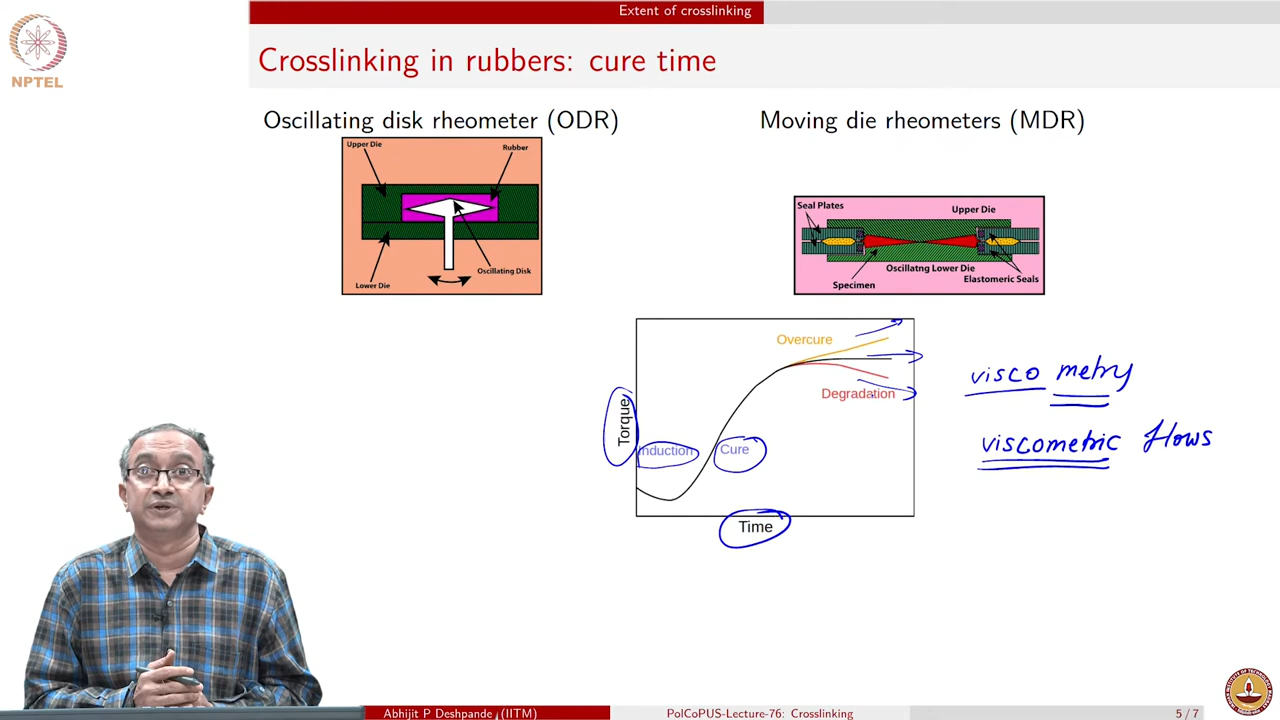 Extent of crosslinking
NPTEL
Crosslinking in rubbers: cure time
Oscillating disk rheometer (ODR)
Upper Die
Rubber
Oscillating Disk
Lower Die
Moving die rheometers (MDR)
Seal Plates
Upper Die
Oscillatng Lower Die
Elastomeric Seals
Specimen
Torque
Overcure
Degradation
Induction
Cure
Time
visco metry
viscometric flows
Abhijit P Deshpande (IITM)
PolCoPUS-Lecture-76: Crosslinking
5 / 7